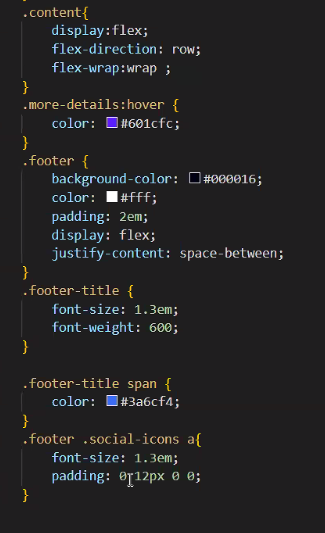 .content{
display:flex;
flex-direction: row;
flex-wrap:wrap ;
}
.more-details:hover {
color: #601cfc;
}
.footer {
background-color: #000016;
color: #fff;
padding: 2em;
display: flex;
justify-content: space-between;
}
.footer-title {
font-size: 1.3em;
font-weight: 600;
}
.footer-title span {
color: #3a6cf4;
}
.footer .social-icons a{
font-size: 1.3em;
padding: 0 12px 0 0;
}